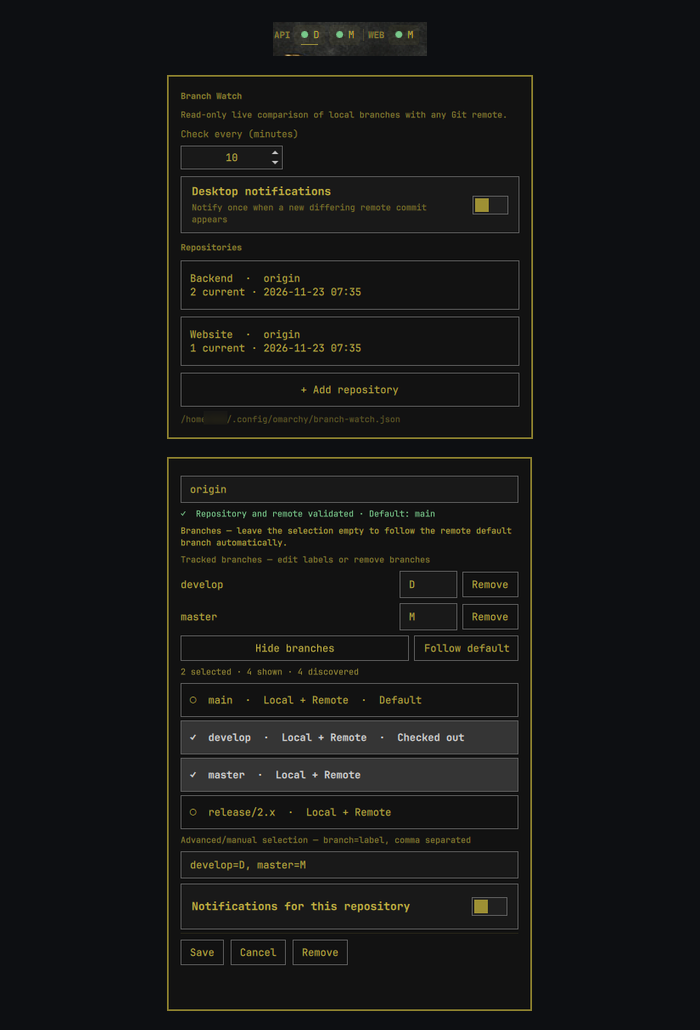 API D M WEB M
Branch Watch
Read-only live comparison of local branches with any Git remote.
Check every (minutes)
10
Desktop notifications
Notify once when a new differing remote commit
appears
Repositories
Backend · origin
2 current · 2026-11-23 07:35
Website · origin
1 current · 2026-11-23 07:35
+ Add repository
/home /.config/omarchy/branch-watch.json
origin
✓ Repository and remote validated · Default: main
Branches — leave the selection empty to follow the remote default
branch automatically.
Tracked branches — edit labels or remove branches
develop D Remove
master M Remove
Hide branches Follow default
2 selected · 4 shown · 4 discovered
○ main · Local + Remote · Default
✓ develop · Local + Remote · Checked out
✓ master · Local + Remote
○ release/2.x · Local + Remote
Advanced/manual selection — branch=label, comma separated
develop=D, master=M
Notifications for this repository
Save Cancel Remove